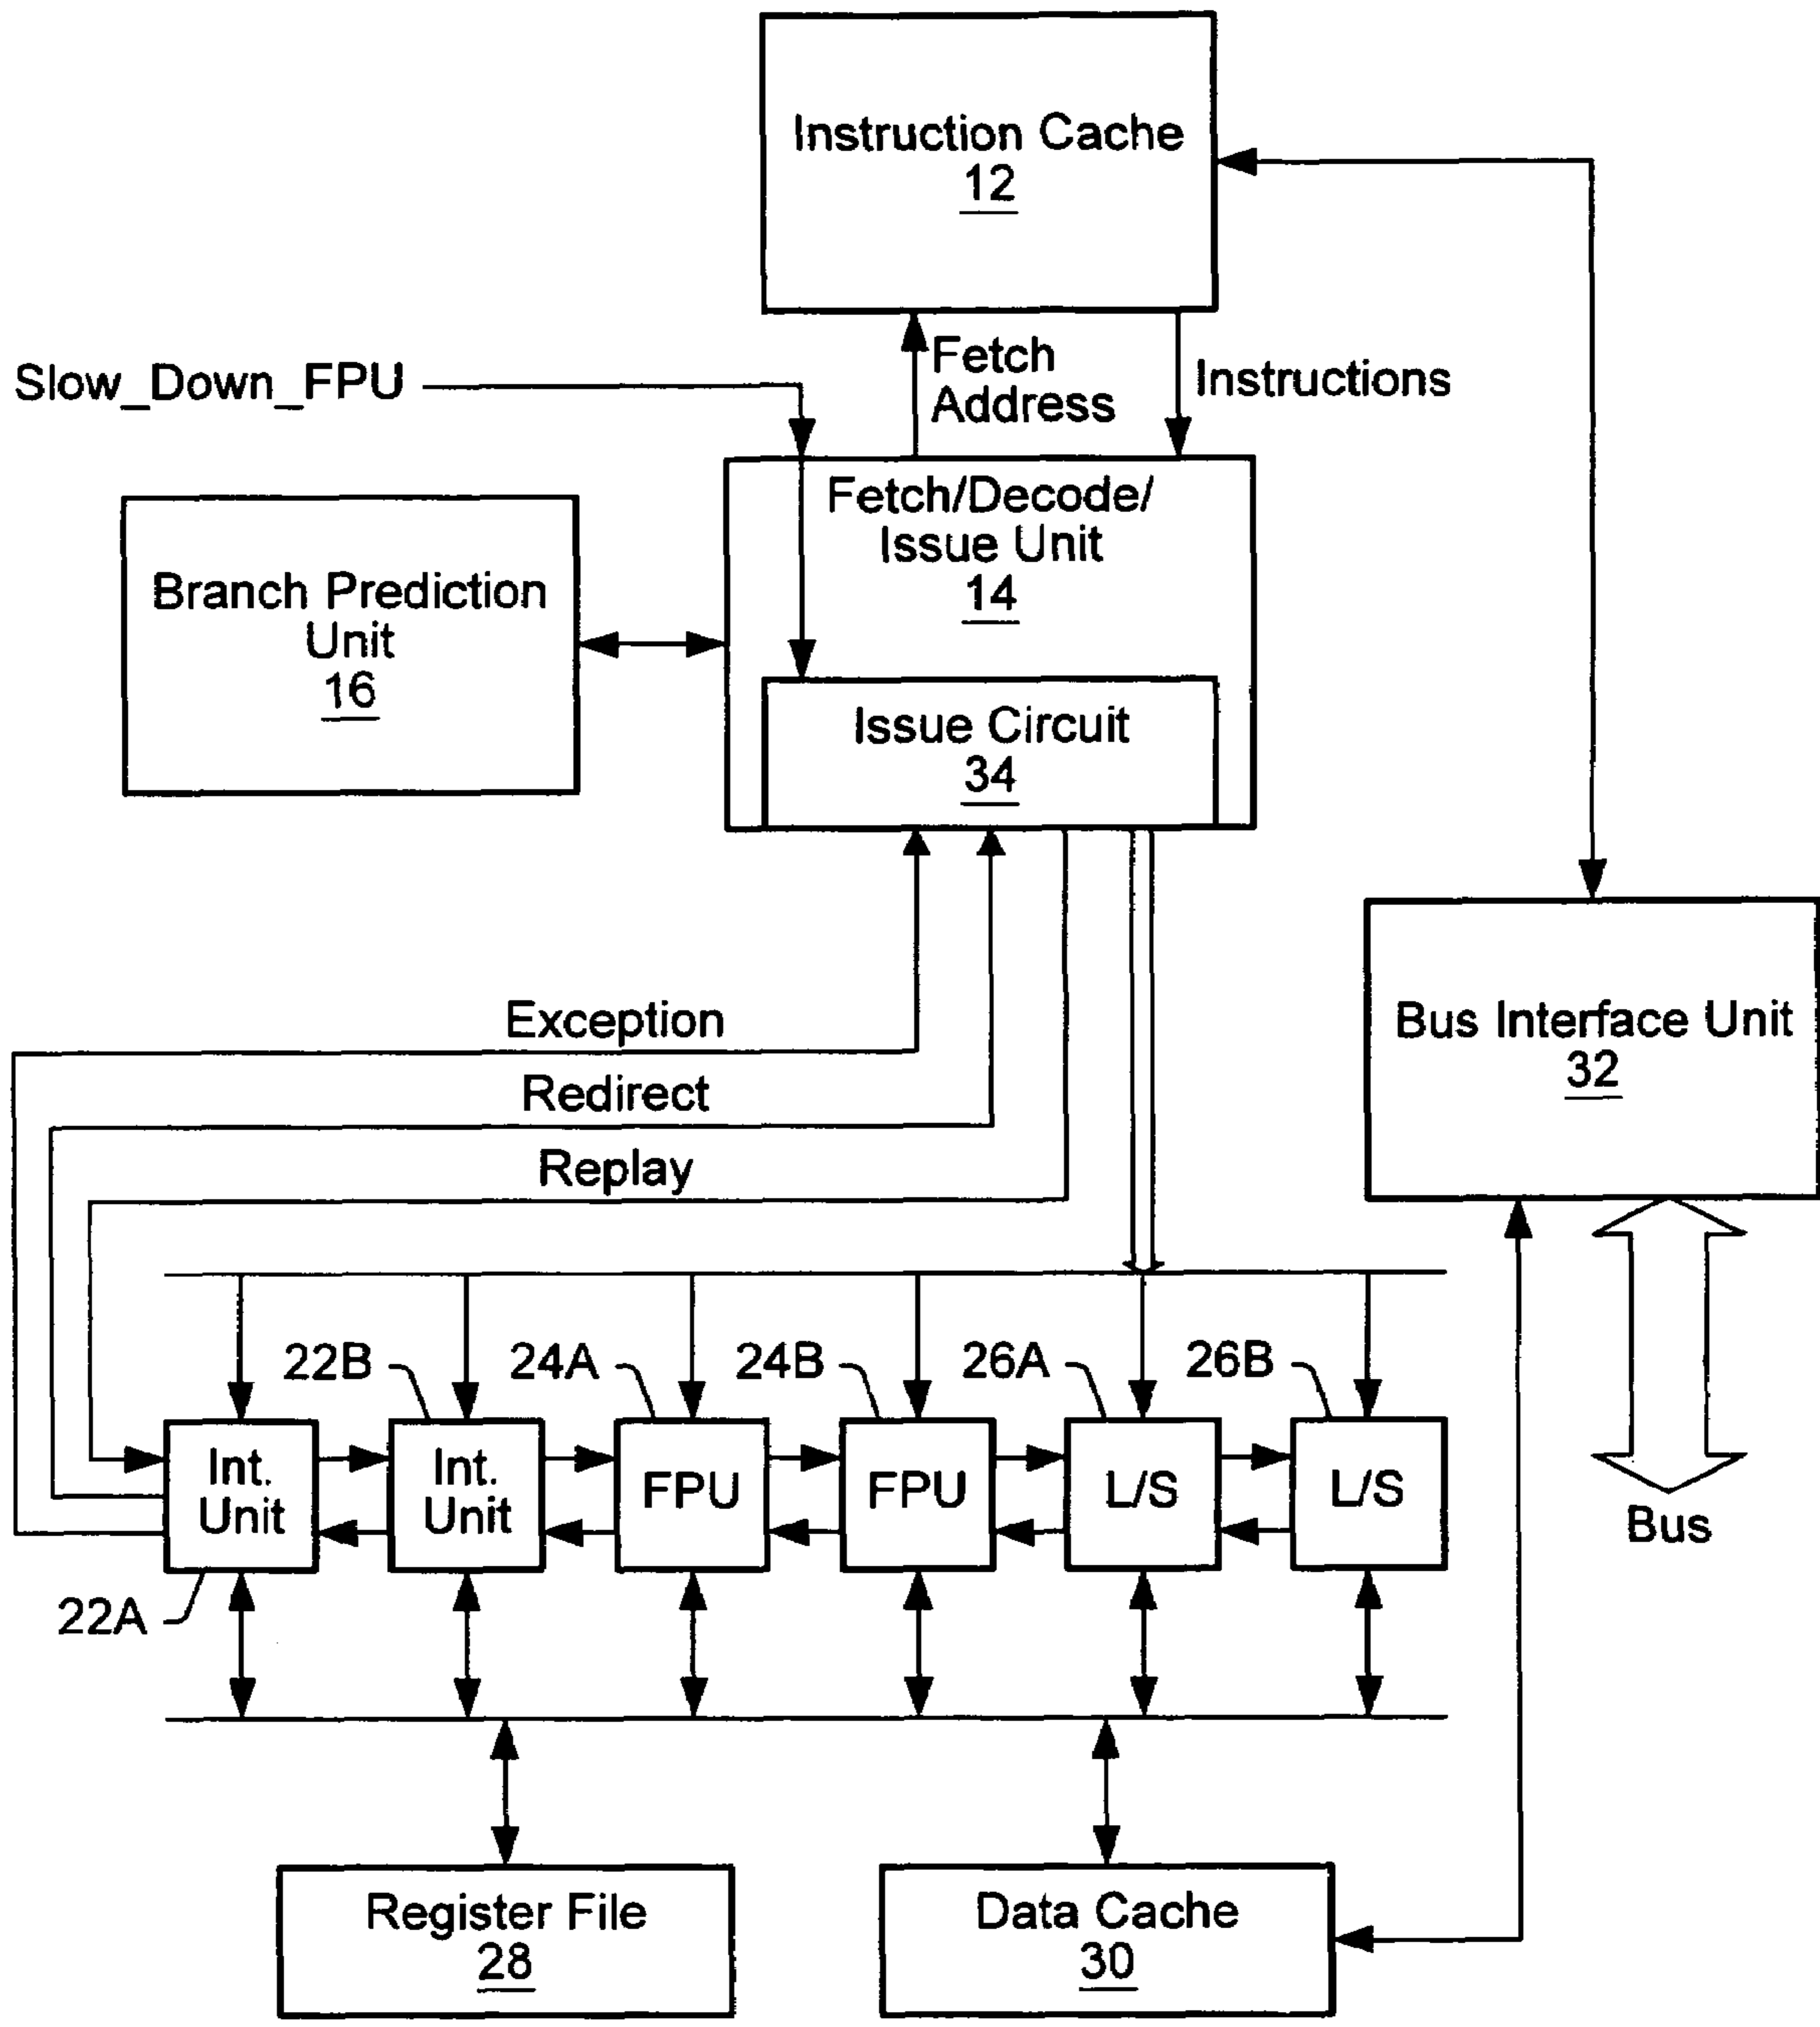 Instruction Cache
12
Slow_Down_FPU
Fetch
Address
Instructions
Fetch/Decode/
Issue Unit
14
Branch Prediction
Unit
16
Issue Circuit
34
Exception
Redirect
Replay
Bus Interface Unit
32
22B
24A
24B
26A
26B
Int.
Unit
Int.
Unit
FPU
FPU
L/S
L/S
Bus
22A
Register File
28
Data Cache
30